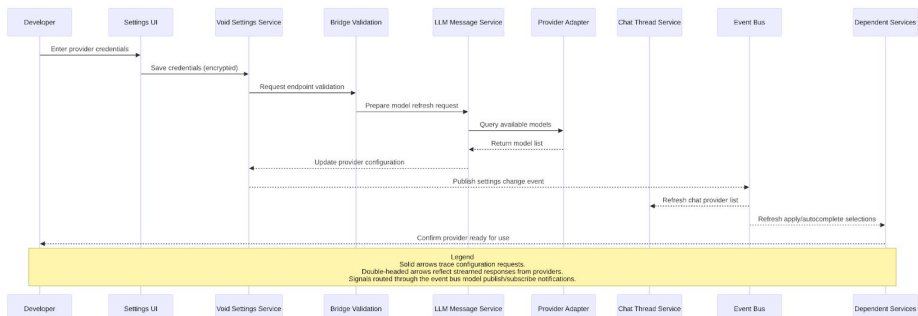 Developer
Settings UI
Void Settings Service
Bridge Validation
LLM Message Service
Provider Adapter
Chat Thread Service
Event Bus
Dependent Services
Enter provider credentials
Save credentials (encrypted)
Request endpoint validation
Prepare model refresh request
Query available models
Return model list
Update provider configuration
Publish settings change event
Refresh chat provider list
Refresh apply/autocomplete selections
Confirm provider ready for use
Legend
Solid arrows trace configuration requests.
Double-headed arrows reflect streamed responses from providers.
Signals routed through the event bus model publish/subscribe notifications.
Developer
Settings UI
Void Settings Service
Bridge Validation
LLM Message Service
Provider Adapter
Chat Thread Service
Event Bus
Dependent Services